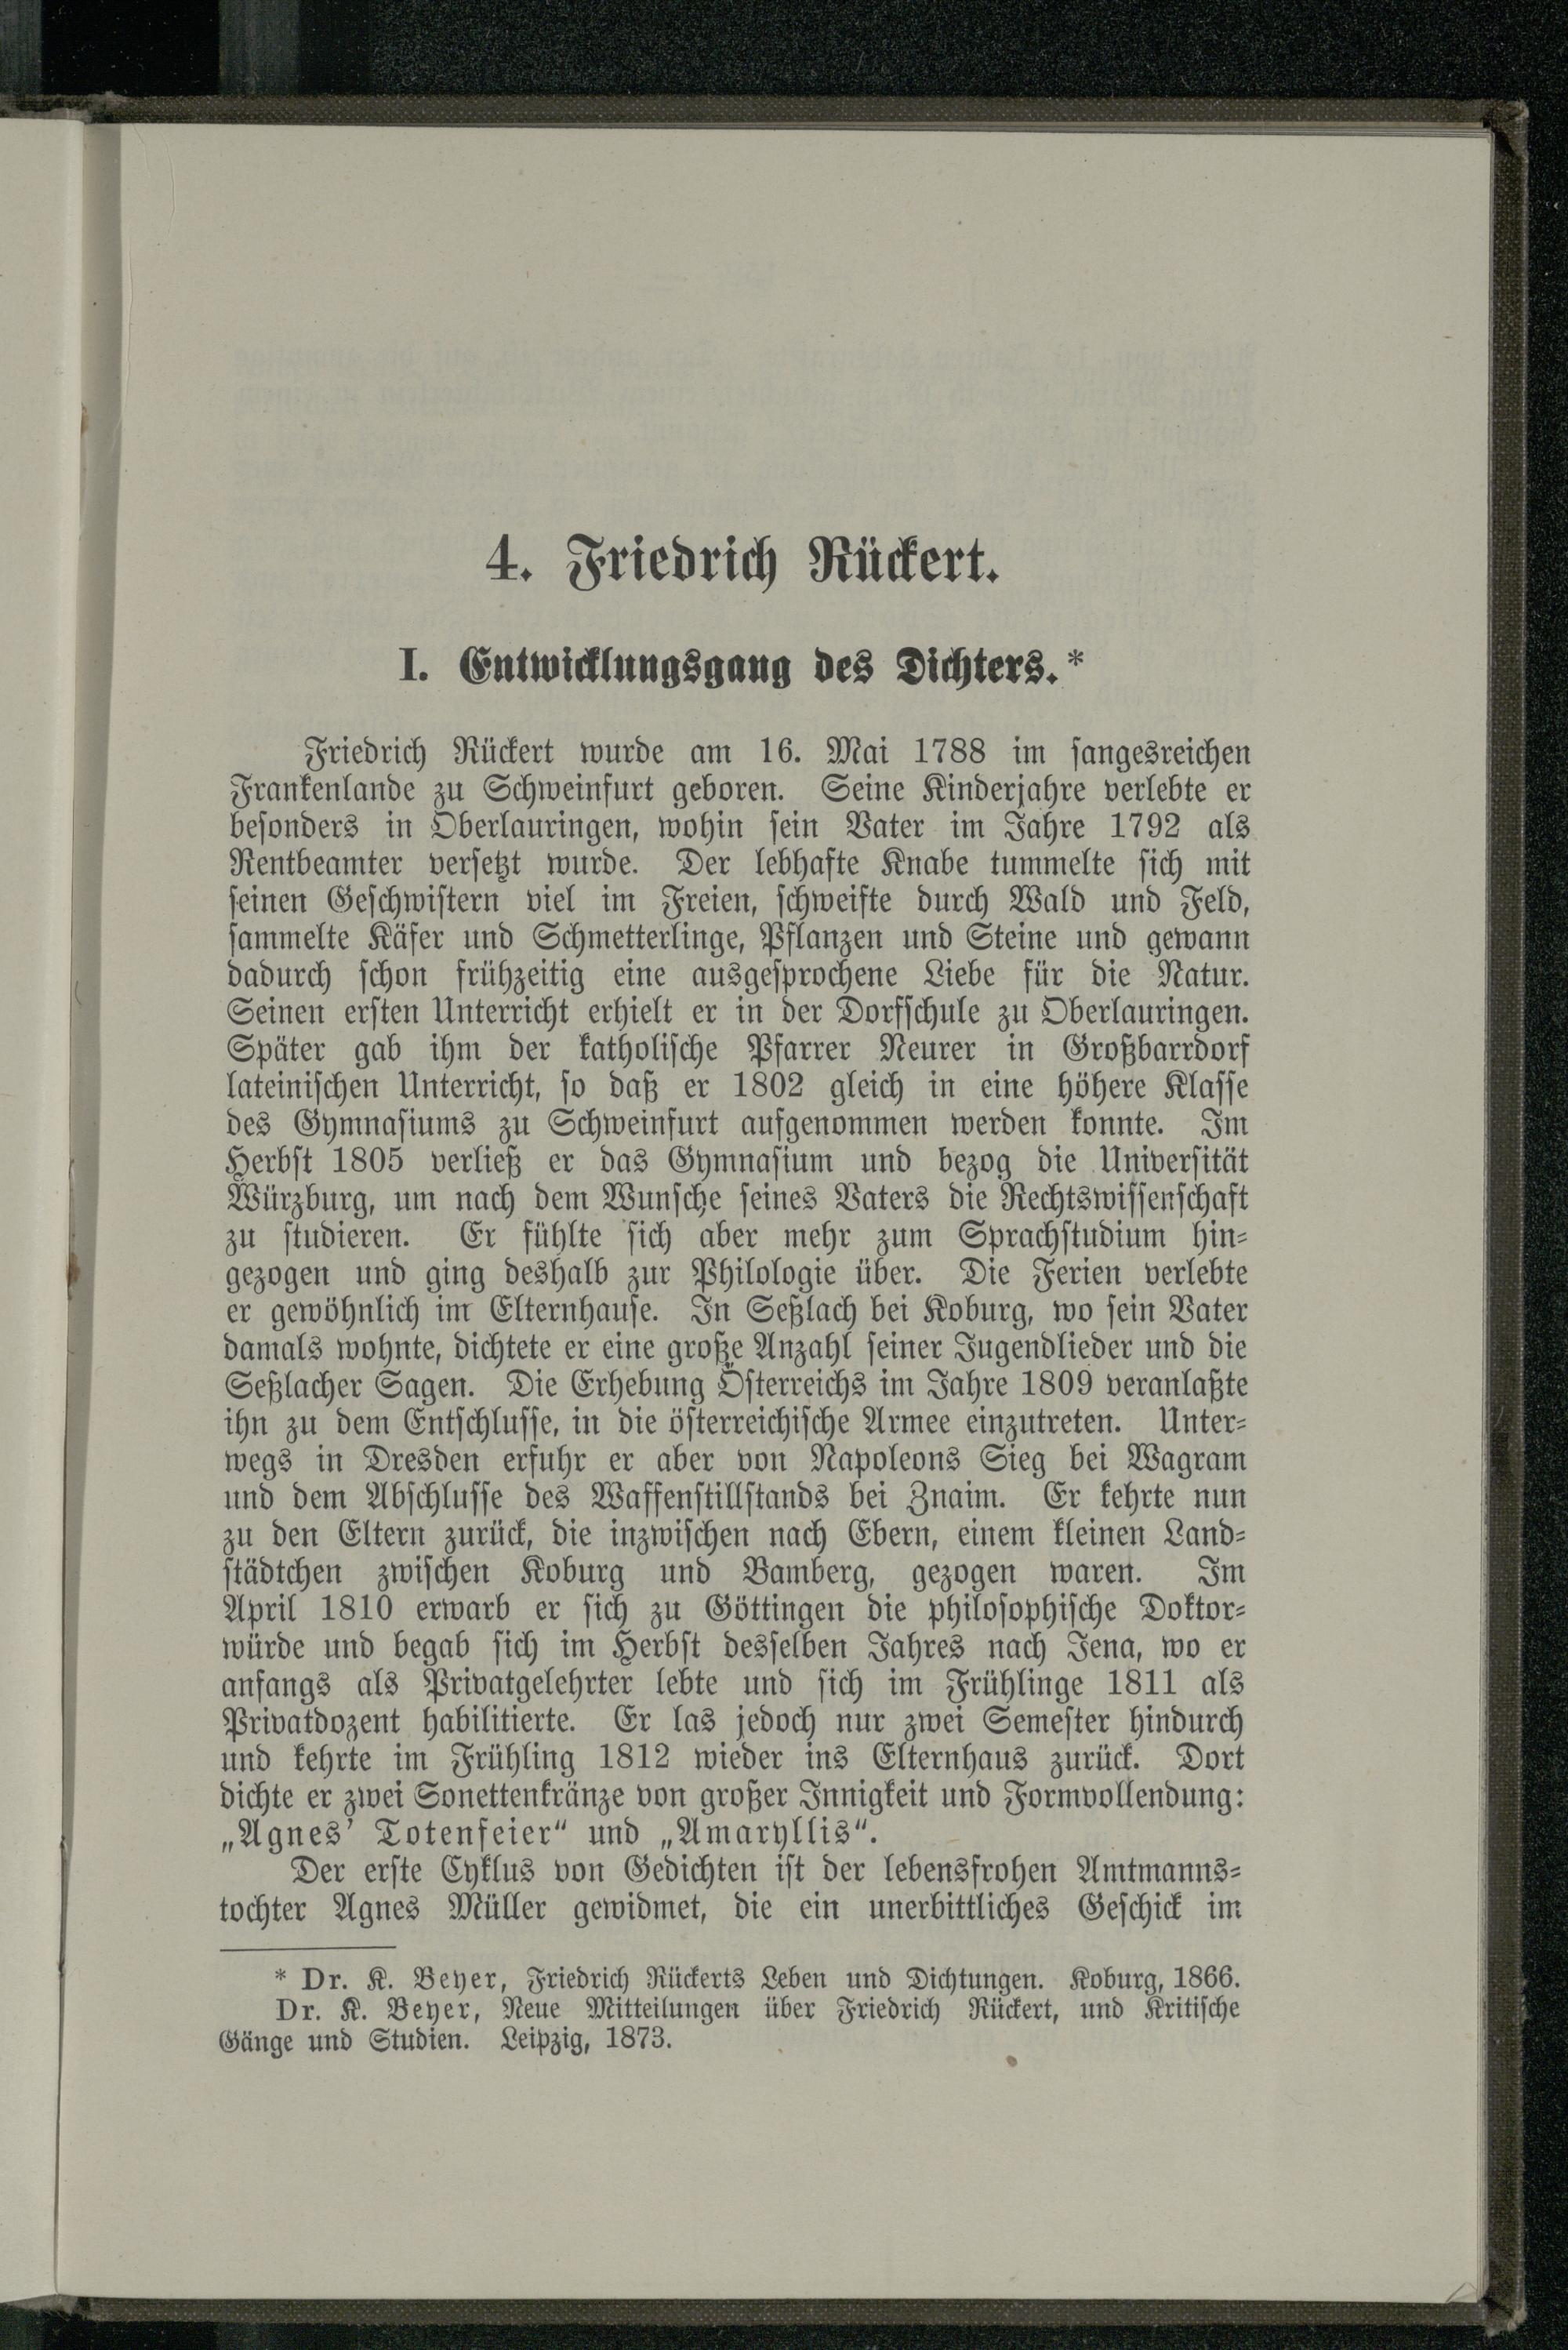 4. Friedrich Rückert.
I. Entwicklungsgang des Dichters.*
Friedrich Rückert wurde am 16. Mai 1788 im sangesreichen
Frankenlande zu Schweinfurt geboren. Seine Kinderjahre verlebte er
besonders in Oberlauringen, wohin sein Vater im Jahre 1792 als
Rentbeamter versetzt wurde. Der lebhafte Knabe tummelte sich mit
seinen Geschwistern viel im Freien, schweifte durch Wald und Feld,
sammelte Käfer und Schmetterlinge, Pflanzen und Steine und gewann
dadurch schon frühzeitig eine ausgesprochene Liebe für die Natur.
Seinen ersten Unterricht erhielt er in der Dorfschule zu Oberlauringen.
Später gab ihm der katholische Pfarrer Neurer in Großbarrdorf
lateinischen Unterricht, so daß er 1802 gleich in eine höhere Klasse
des Gymnasiums zu Schweinfurt aufgenommen werden konnte. Im
Herbst 1805 verließ er das Gymnasium und bezog die Universität
Würzburg, um nach dem Wunsche seines Vaters die Rechtswissenschaft
zu studieren. Er fühlte sich aber mehr zum Sprachstudium hin-
gezogen und ging deshalb zur Philologie über. Die Ferien verlebte
er gewöhnlich im Elternhause. In Seßlach bei Koburg, wo sein Vater
damals wohnte, dichtete er eine große Anzahl seiner Jugendlieder und die
Seßlacher Sagen. Die Erhebung Österreichs im Jahre 1809 veranlaßte
ihn zu dem Entschlusse, in die österreichische Armee einzutreten. Unter-
wegs in Dresden erfuhr er aber von Napoleons Sieg bei Wagram
und dem Abschlusse des Waffenstillstands bei Znaim. Er kehrte nun
zu den Eltern zurück, die inzwischen nach Ebern, einem kleinen Land-
städtchen zwischen Koburg und Bamberg, gezogen waren. Im
April 1810 erwarb er sich zu Göttingen die philosophische Doktor-
würde und begab sich im Herbst desselben Jahres nach Jena, wo er
anfangs als Privatgelehrter lebte und sich im Frühlinge 1811 als
Privatdozent habilitierte. Er las jedoch nur zwei Semester hindurch
und kehrte im Frühling 1812 wieder ins Elternhaus zurück. Dort
dichte er zwei Sonettenkränze von großer Innigkeit und Formvollendung:
„Agnes' Totenfeier“ und „Amaryllis“.
Der erste Cyklus von Gedichten ist der lebensfrohen Amtmanns-
tochter Agnes Müller gewidmet, die ein unerbittliches Geschick im
* Dr. K. Beyer, Friedrich Rückerts Leben und Dichtungen. Koburg, 1866.
Dr. K. Beyer, Neue Mitteilungen über Friedrich Rückert, und Kritische
Gänge und Studien. Leipzig, 1873.